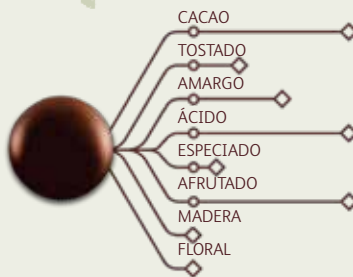 CACAO
TOSTADO
AMARGO
ÁCIDO
ESPECIADO
AFRUTADO
MADERA
FLORAL